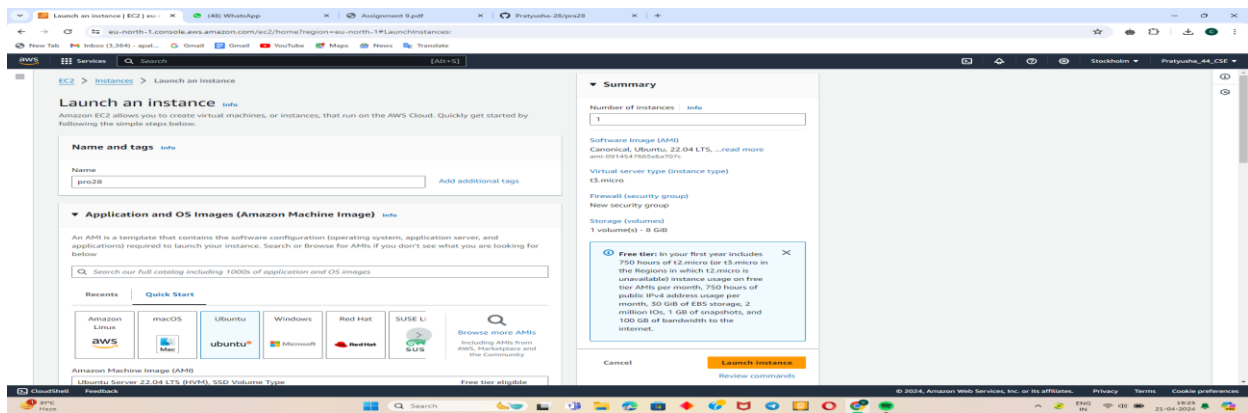 Launch an instance | EC2 | eu-
(48) WhatsApp
Assignment 9.pdf
Pratyusha-28/pro28
eu-north-1.console.aws.amazon.com/ec2/home?region=eu-north-1#LaunchInstances:
New Tab
Inbox (3,364) - apal...
Gmail
Gmail
YouTube
Maps
News
Translate
aws
Services
Search
[Alt+S]
Stockholm
Pratyusha_44_CSE
EC2 > Instances > Launch an instance
Launch an instance Info
Amazon EC2 allows you to create virtual machines, or instances, that run on the AWS Cloud. Quickly get started by
following the simple steps below.
Name and tags Info
Name
pro28
Add additional tags
Application and OS Images (Amazon Machine Image) Info
An AMI is a template that contains the software configuration (operating system, application server, and
applications) required to launch your instance. Search or Browse for AMIs if you don't see what you are looking for
below
Search our full catalog including 1000s of application and OS images
Recents
Quick Start
Amazon
Linux
aws
macOS
Mac
Ubuntu
ubuntu®
Windows
Microsoft
Red Hat
Red Hat
SUSE Li
SUS
Browse more AMIs
Including AMIs from
AWS, Marketplace and
the Community
Amazon Machine Image (AMI)
Ubuntu Server 22.04 LTS (HVM), SSD Volume Type
Free tier eligible
Summary
Number of instances Info
1
Software Image (AMI)
Canonical, Ubuntu, 22.04 LTS, ...read more
Virtual server type (instance type)
t3.micro
Firewall (security group)
New security group
Storage (volumes)
1 volume(s) - 8 GiB
Free tier: In your first year includes
750 hours of t2.micro (or t3.micro in
the Regions in which t2.micro is
unavailable) instance usage on free
tier AMIs per month, 750 hours of
public IPv4 address usage per
month, 30 GiB of EBS storage, 2
million IOs, 1 GB of snapshots, and
100 GB of bandwidth to the
internet.
Cancel
Launch instance
Review commands
CloudShell
Feedback
© 2024, Amazon Web Services, Inc. or its affiliates.
Privacy
Terms
Cookie preferences
Haze
Search
ENG
IN
19:25
21-04-2024